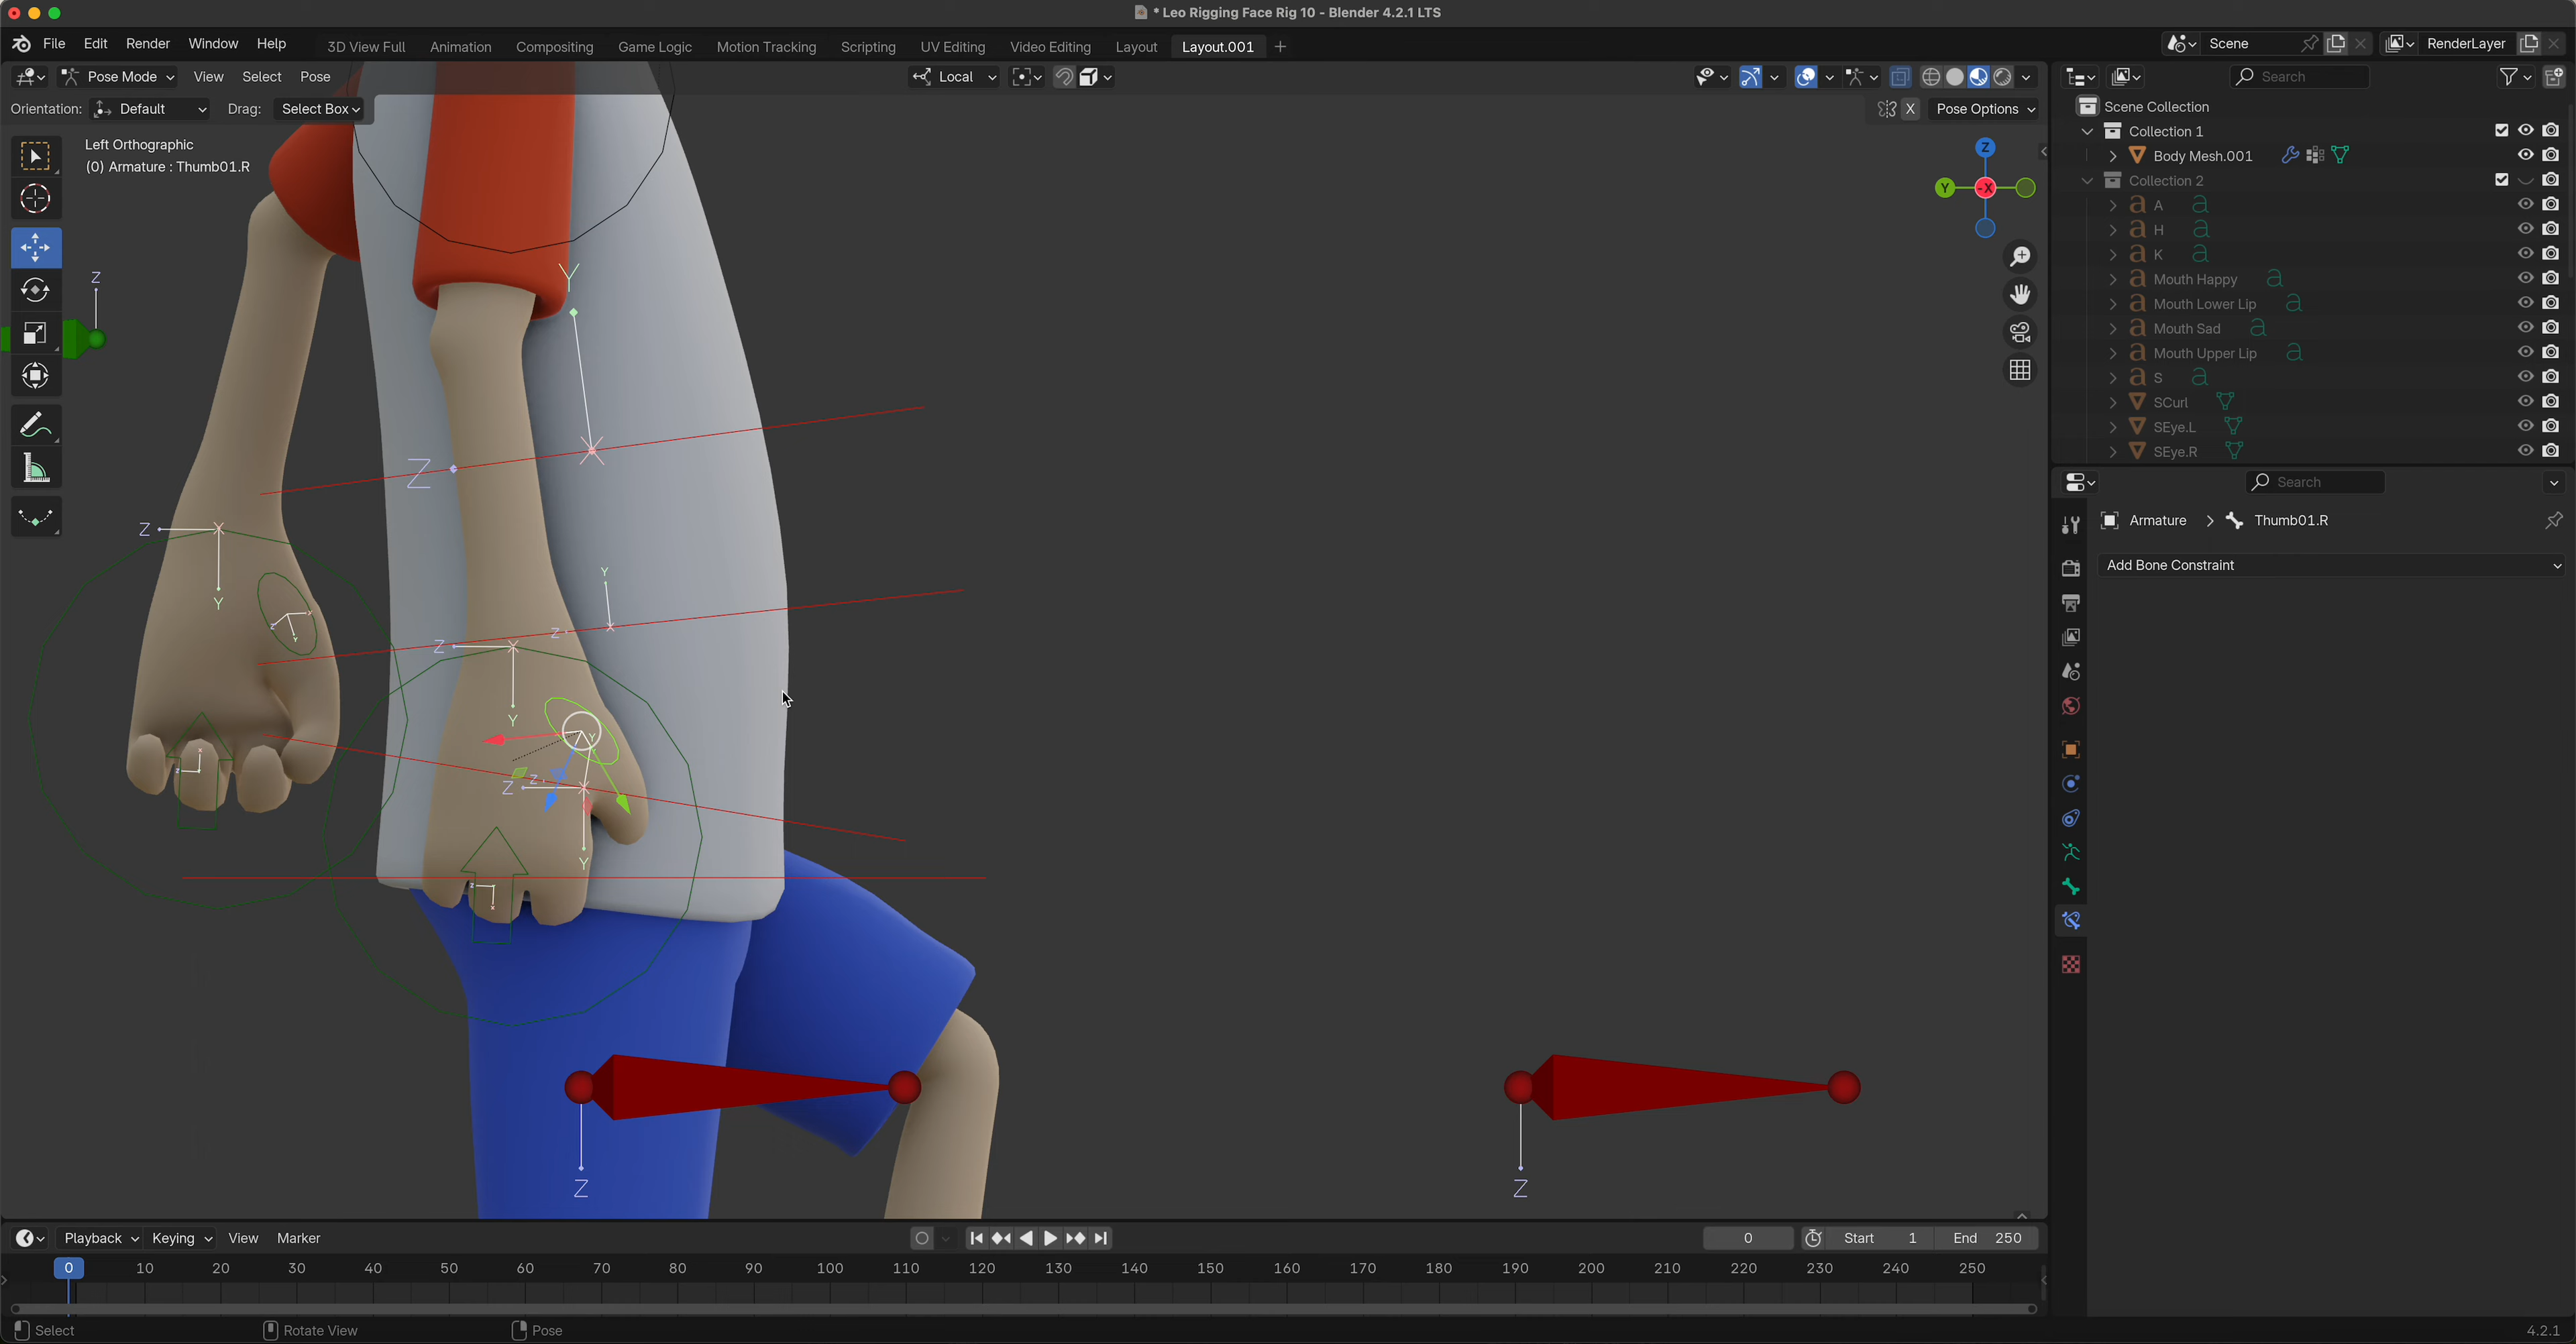 * Leo Rigging Face Rig 10 - Blender 4.2.1 LTS
File Edit Render Window Help 3D View Full Animation Compositing Game Logic Motion Tracking Scripting UV Editing Video Editing Layout Layout.001 Scene RenderLayer
Pose Mode View Select Pose Local Search
Orientation: Default Drag: Select Box X Pose Options
Left Orthographic
(0) Armature : Thumb01.R
Scene Collection
Collection 1
Body Mesh.001
Collection 2
A
H
K
Mouth Happy
Mouth Lower Lip
Mouth Sad
Mouth Upper Lip
S
SCurl
SEye.L
SEye.R
Z
Y -X
Z
Y
Z
Z
Y
Z Z
Y
Y
Y
Z Z
Y
Z Z
Search
Armature Thumb01.R
Add Bone Constraint
Playback Keying View Marker 0 Start 1 End 250
0 10 20 30 40 50 60 70 80 90 100 110 120 130 140 150 160 170 180 190 200 210 220 230 240 250
Select Rotate View Pose 4.2.1